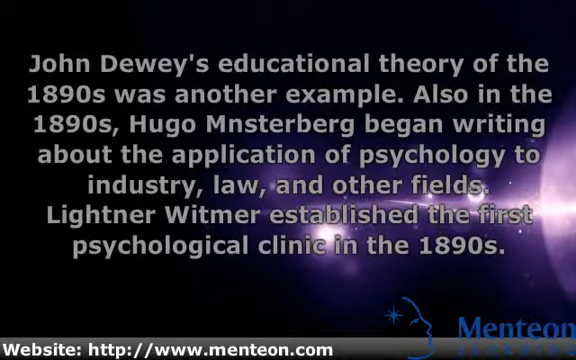 John Dewey's educational theory of the
1890s was another example. Also in the
1890s, Hugo Mnsterberg began writing
about the application of psychology to
industry, law, and other fields.
Lightner Witmer established the first
psychological clinic in the 1890s.
Menteon
Website: http://www.menteon.com